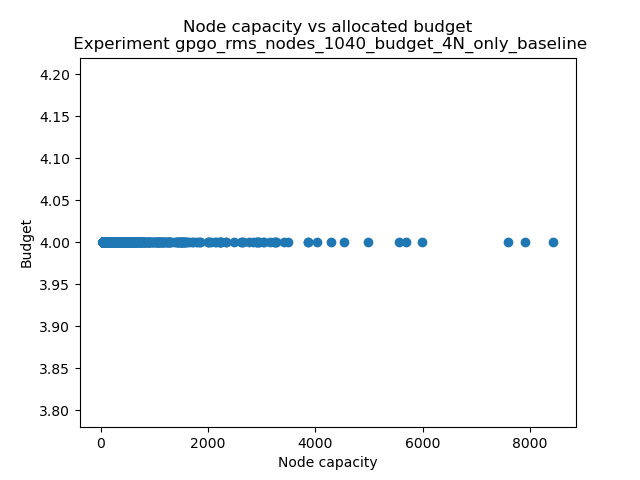 Node capacity vs allocated budget
Experiment gpgo_rms_nodes_1040_budget_4N_only_baseline
4.20
4.15
4.10
4.05
4.00
3.95
3.90
3.85
3.80
Budget
0 2000 4000 6000 8000
Node capacity